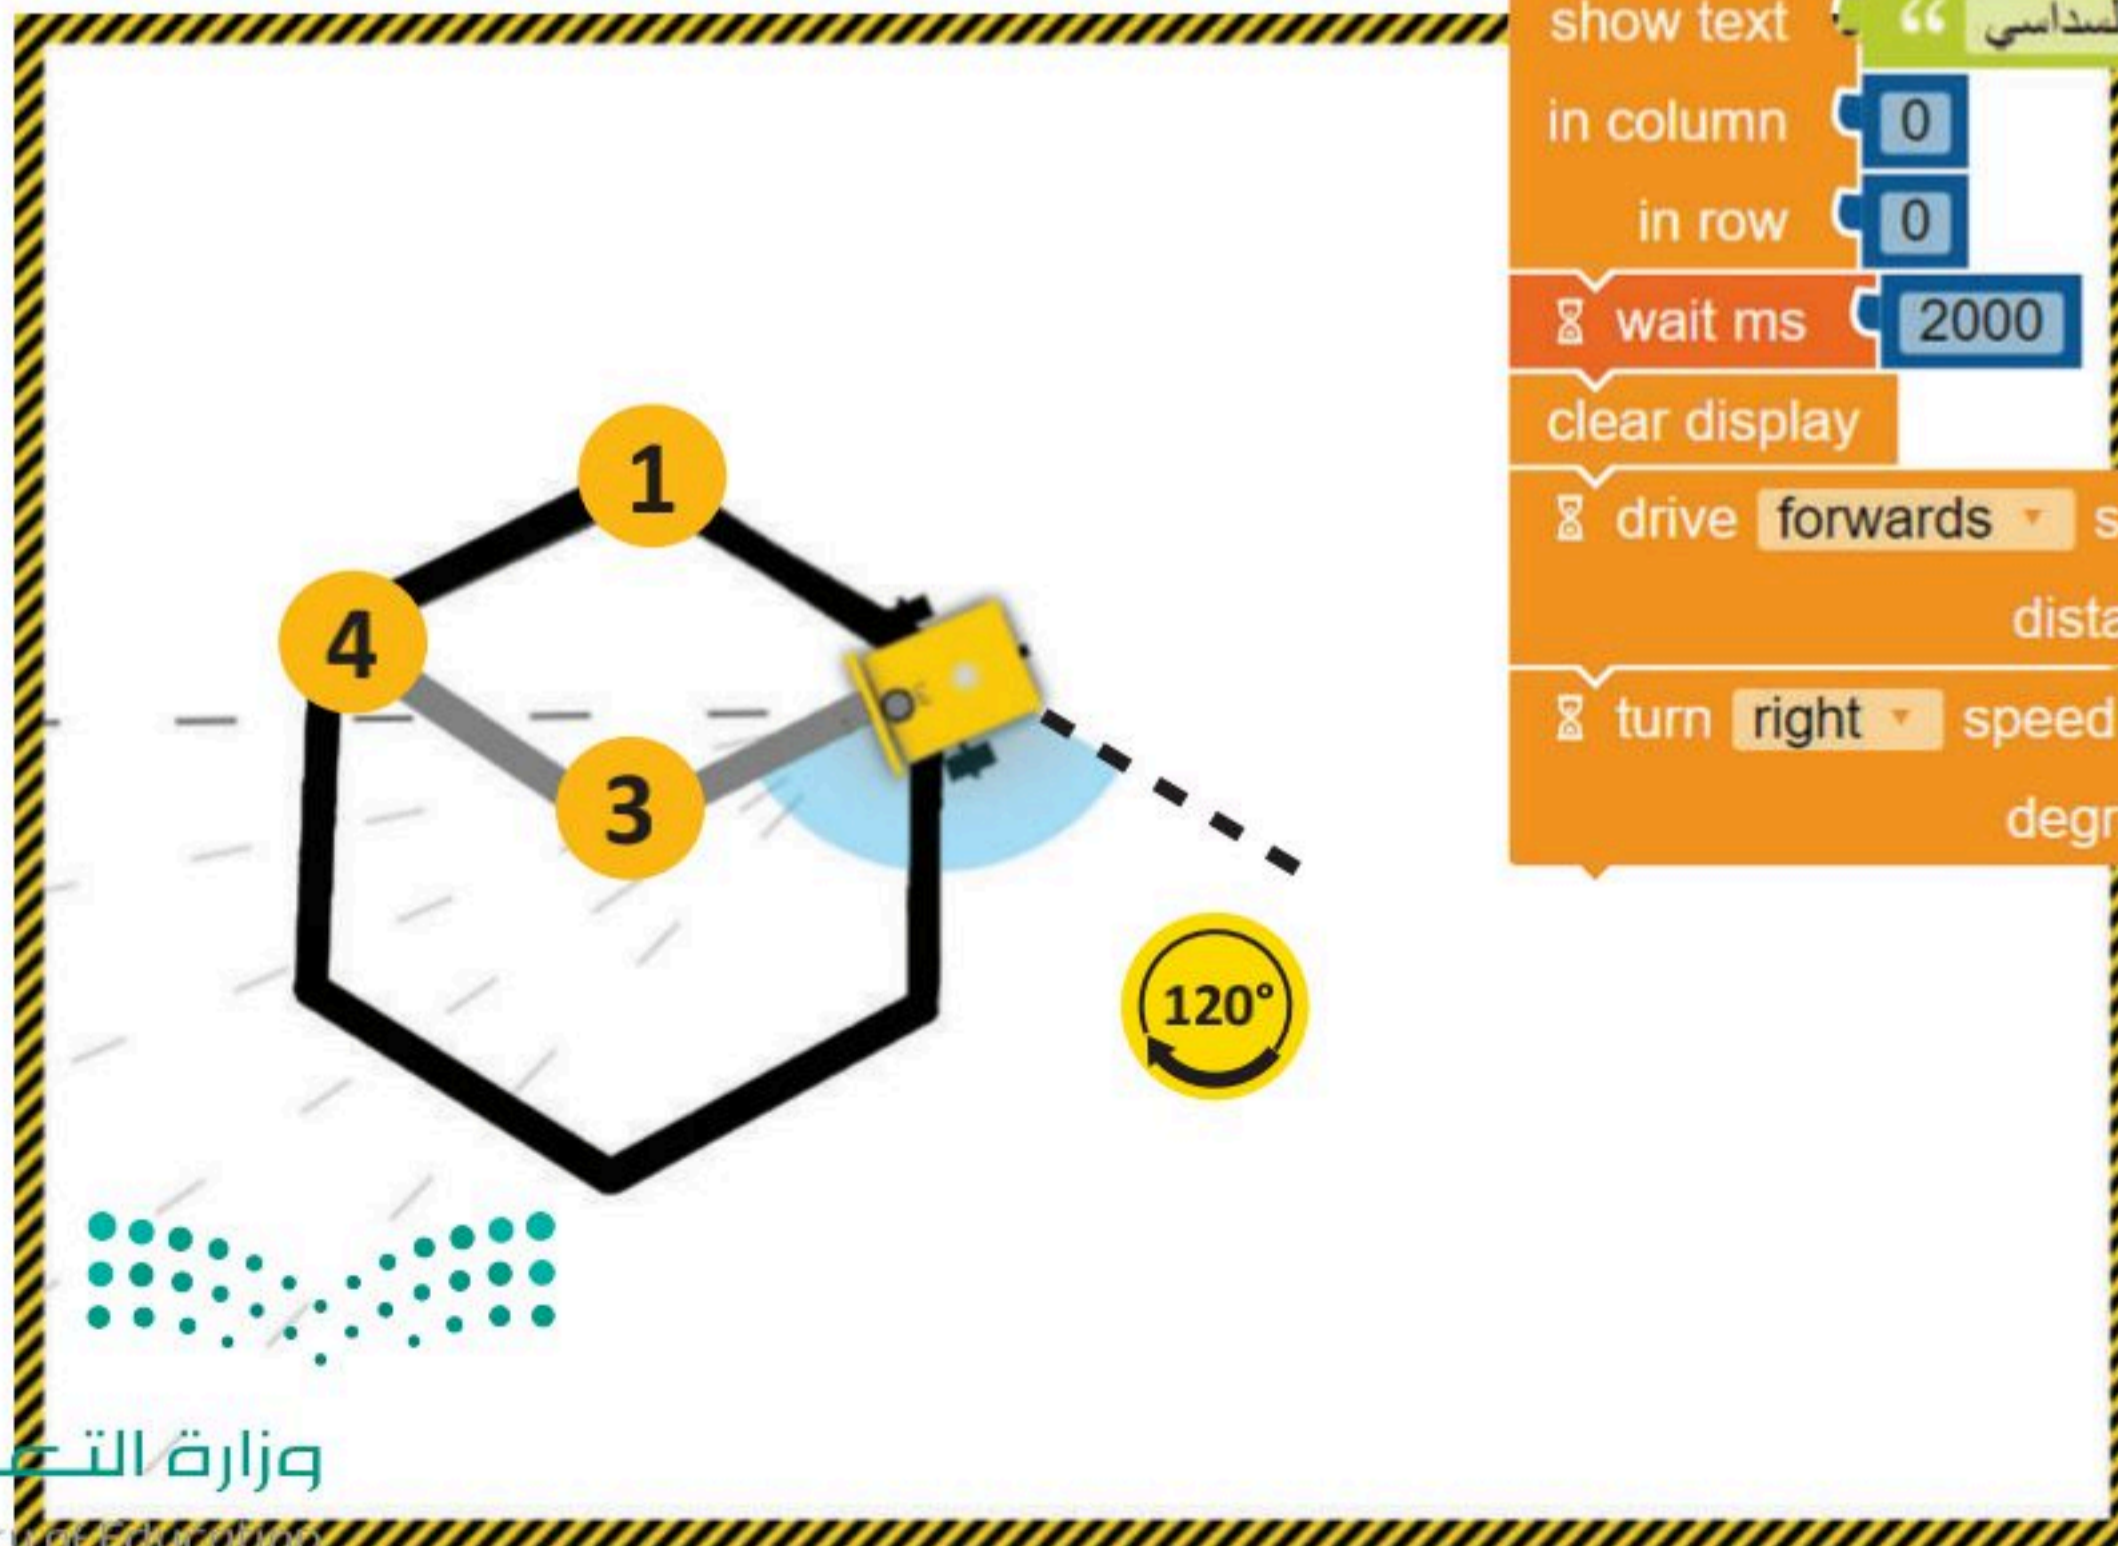 show text “ السداسي
in column 0
in row 0
wait ms 2000
clear display
drive forwards
turn right speed
1
4
3
120°
وزارة